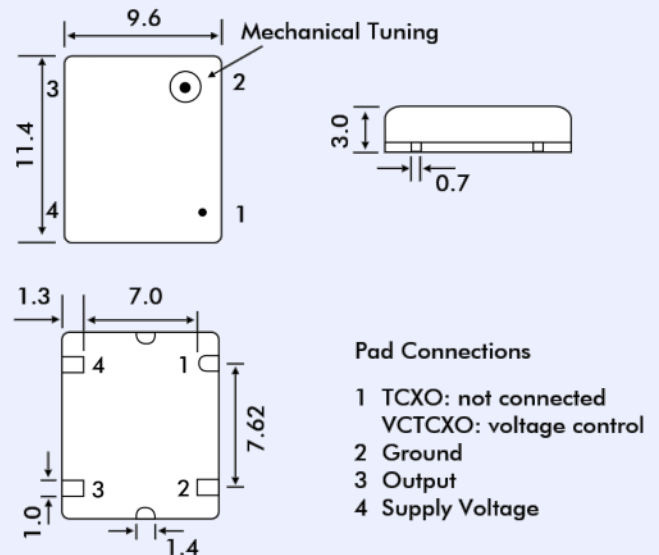 9.6
Mechanical Tuning
3
2
11.4
4
1
3.0
0.7
1.3
7.0
4
1
7.62
3
2
1.0
1.4
Pad Connections
1 TCXO: not connected
VCTCXO: voltage control
2 Ground
3 Output
4 Supply Voltage